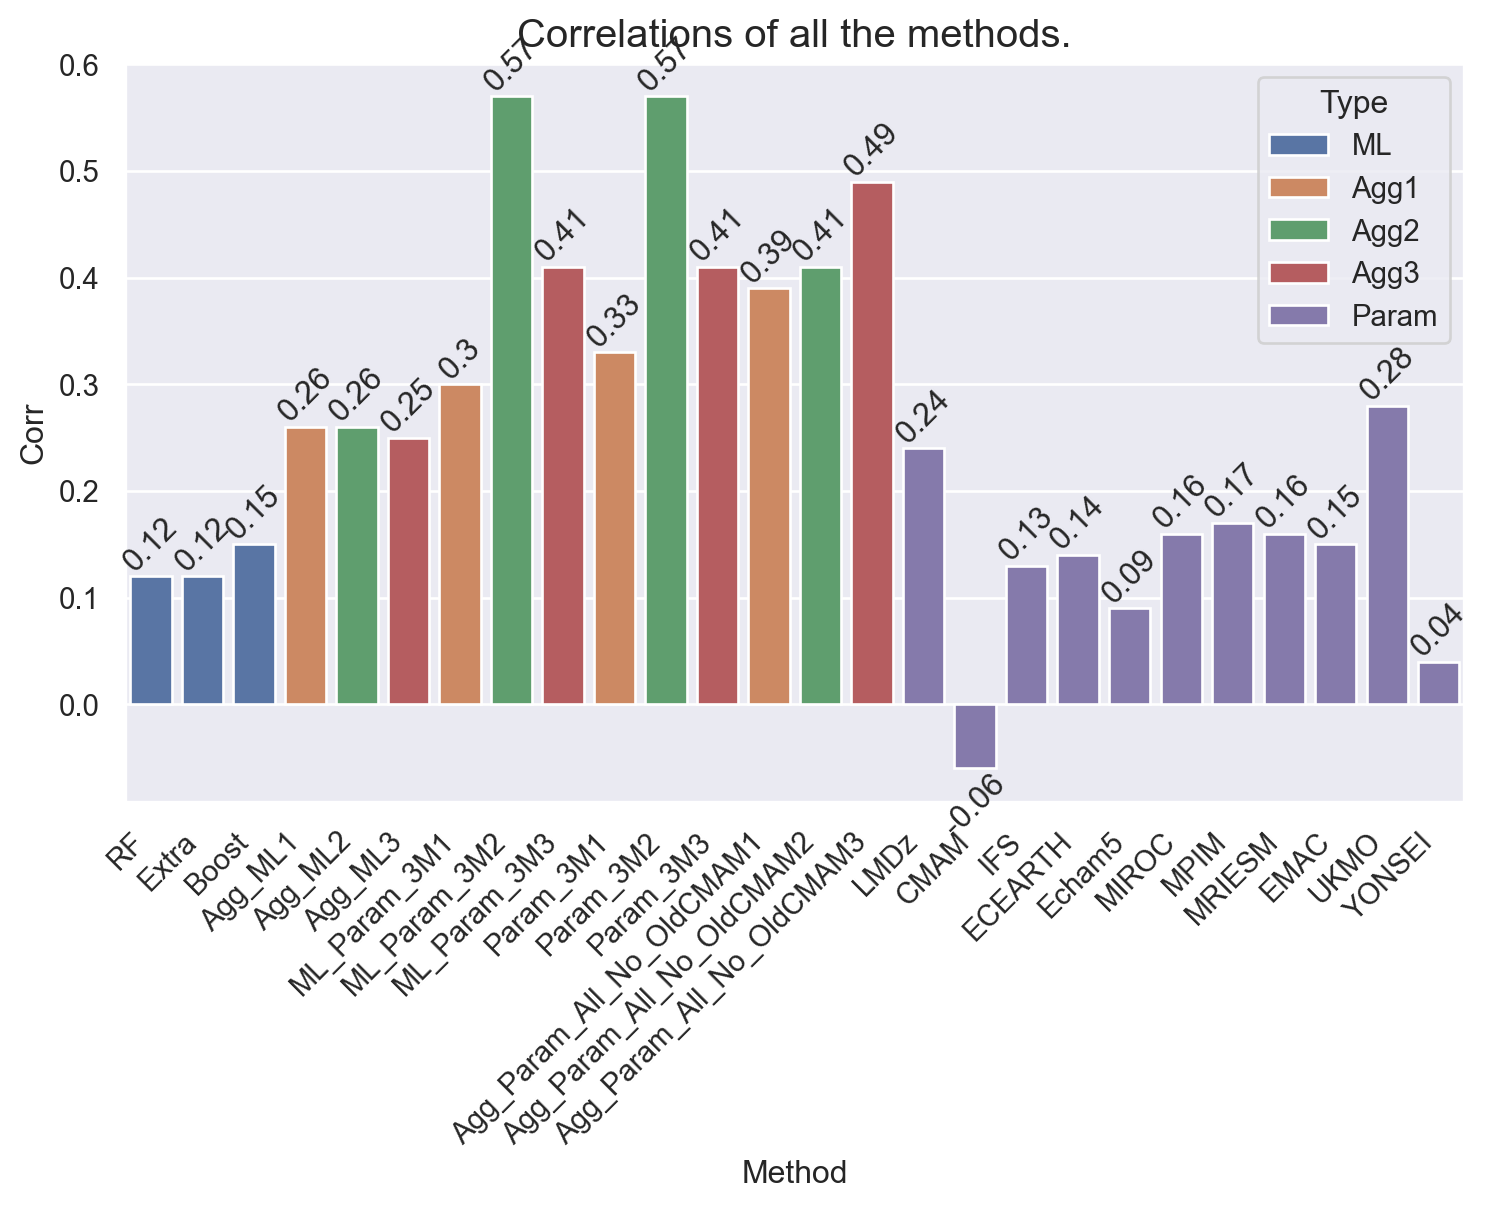 Correlations of all the methods.
Corr
0.6
0.5
0.4
0.3
0.2
0.1
0.0
0.12
0.12
0.15
0.26
0.26
0.25
0.3
0.57
0.41
0.33
0.57
0.41
0.39
0.41
0.49
0.24
-0.06
0.13
0.14
0.09
0.16
0.17
0.16
0.15
0.28
0.04
Type
ML
Agg1
Agg2
Agg3
Param
RF
Extra
Boost
Agg_ML1
Agg_ML2
Agg_ML3
ML_Param_3M1
ML_Param_3M2
ML_Param_3M3
Param_3M1
Param_3M2
Param_3M3
Agg_Param_All_No_OldCMAM1
Agg_Param_All_No_OldCMAM2
Agg_Param_All_No_OldCMAM3
LMDz
CMAM
IFS
ECEARTH
Echam5
MIROC
MPIM
MRIESM
EMAC
UKMO
YONSEI
Method